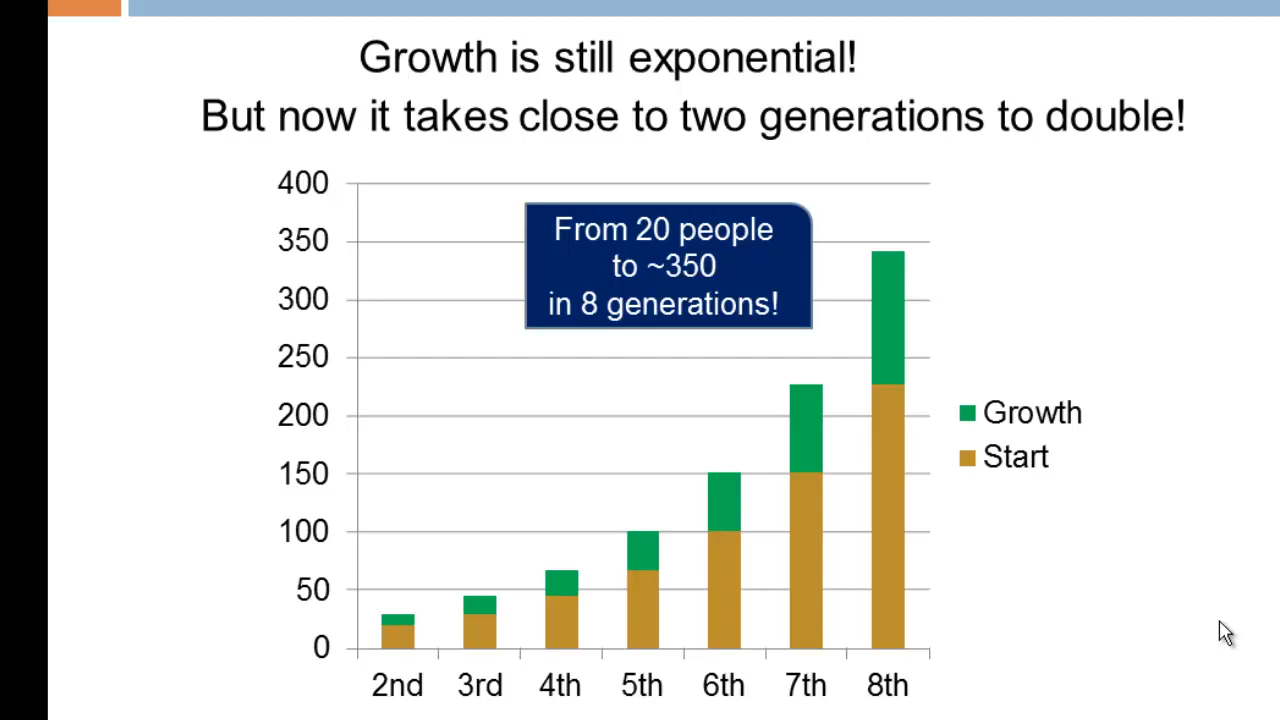 Growth is still exponential!
But now it takes close to two generations to double!
400
350
300
250
200
150
100
50
0
From 20 people
to ~350
in 8 generations!
Growth
Start
2nd 3rd 4th 5th 6th 7th 8th